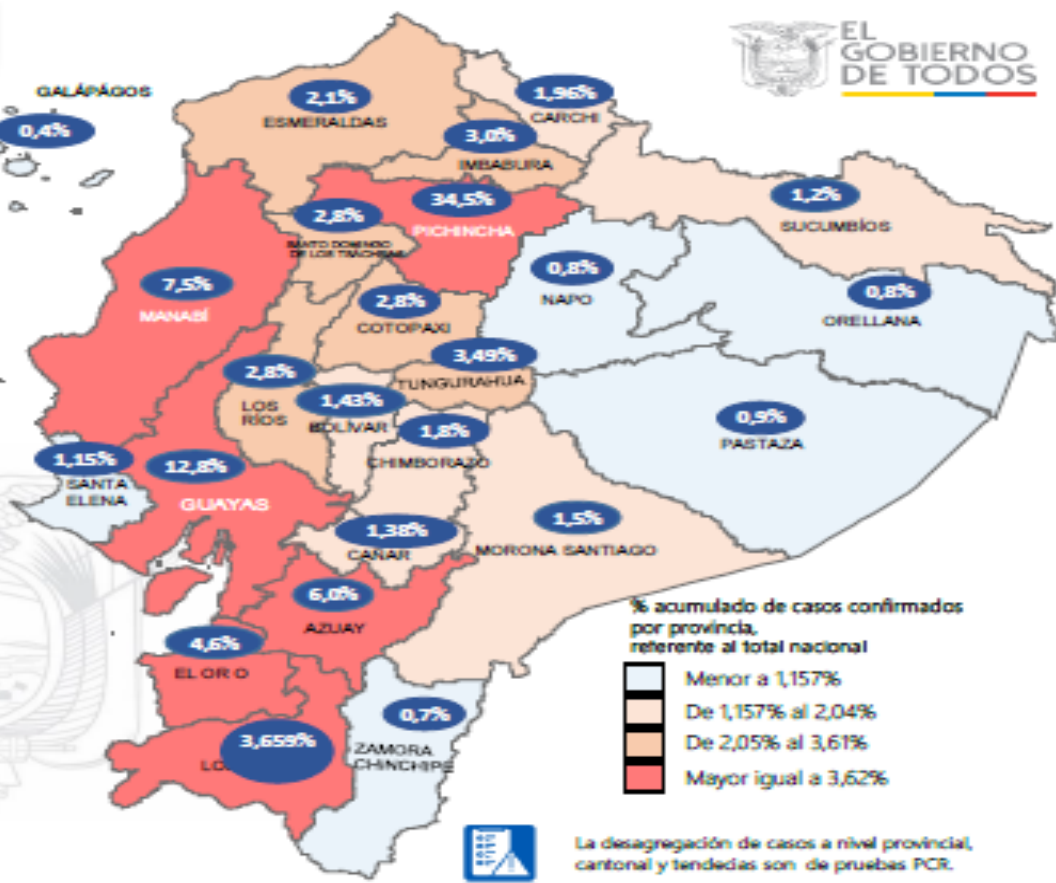 EL
GOBIERNO
DE TODOS
GALÁPÁGOS
0,4%
2,1%
ESMERALDAS
1,96%
CARCHI
3,0%
IMBABURA
34,5%
PICHINCHA
1,2%
SUCUMBÍOS
2,8%
SANTO DOMINGO
DE LOS TSÁCHILAS
7,5%
MANABÍ
0,8%
NAPO
0,8%
ORELLANA
2,8%
COTOPAXI
3,49%
TUNGURAHUA
2,8%
LOS
RÍOS
1,43%
BOLÍVAR
1,8%
CHIMBORAZO
0,9%
PASTAZA
1,15%
SANTA
ELENA
12,8%
GUAYAS
1,38%
CAÑAR
1,5%
MORONA SANTIAGO
6,0%
AZUAY
4,6%
EL OR O
3,659%
0,7%
ZAMORA
CHINCHIPE
% acumulado de casos confirmados
por provincia,
referente al total nacional
Menor a 1,157%
De 1,157% al 2,04%
De 2,05% al 3,61%
Mayor igual a 3,62%
La desagregación de casos a nivel provincial,
cantonal y tendedias son de pruebas PCR.